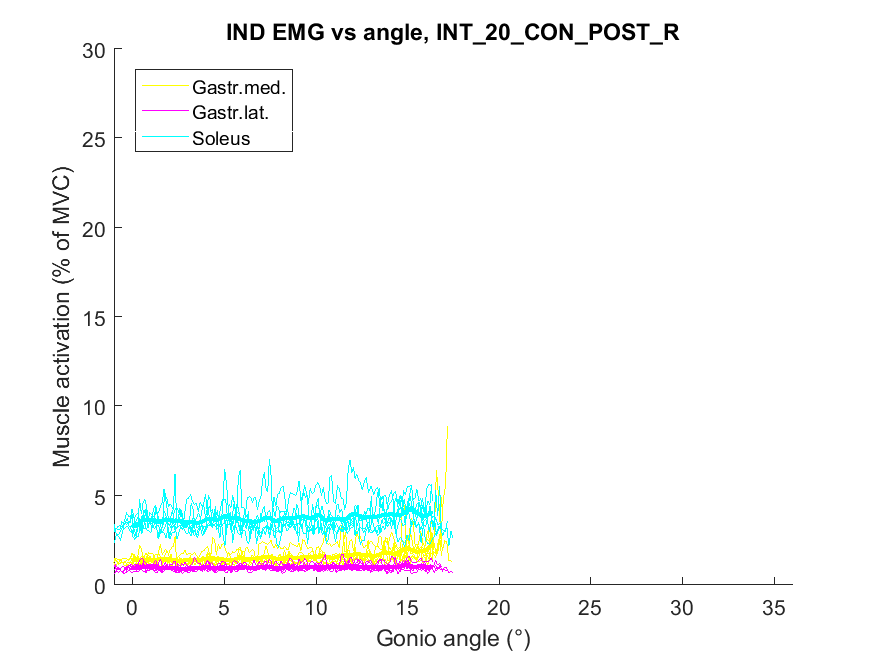 IND EMG vs angle, INT_20_CON_POST_R
30
25
20
15
10
5
0
Muscle activation (% of MVC)
Gastr.med.
Gastr.lat.
Soleus
0 5 10 15 20 25 30 35
Gonio angle (°)